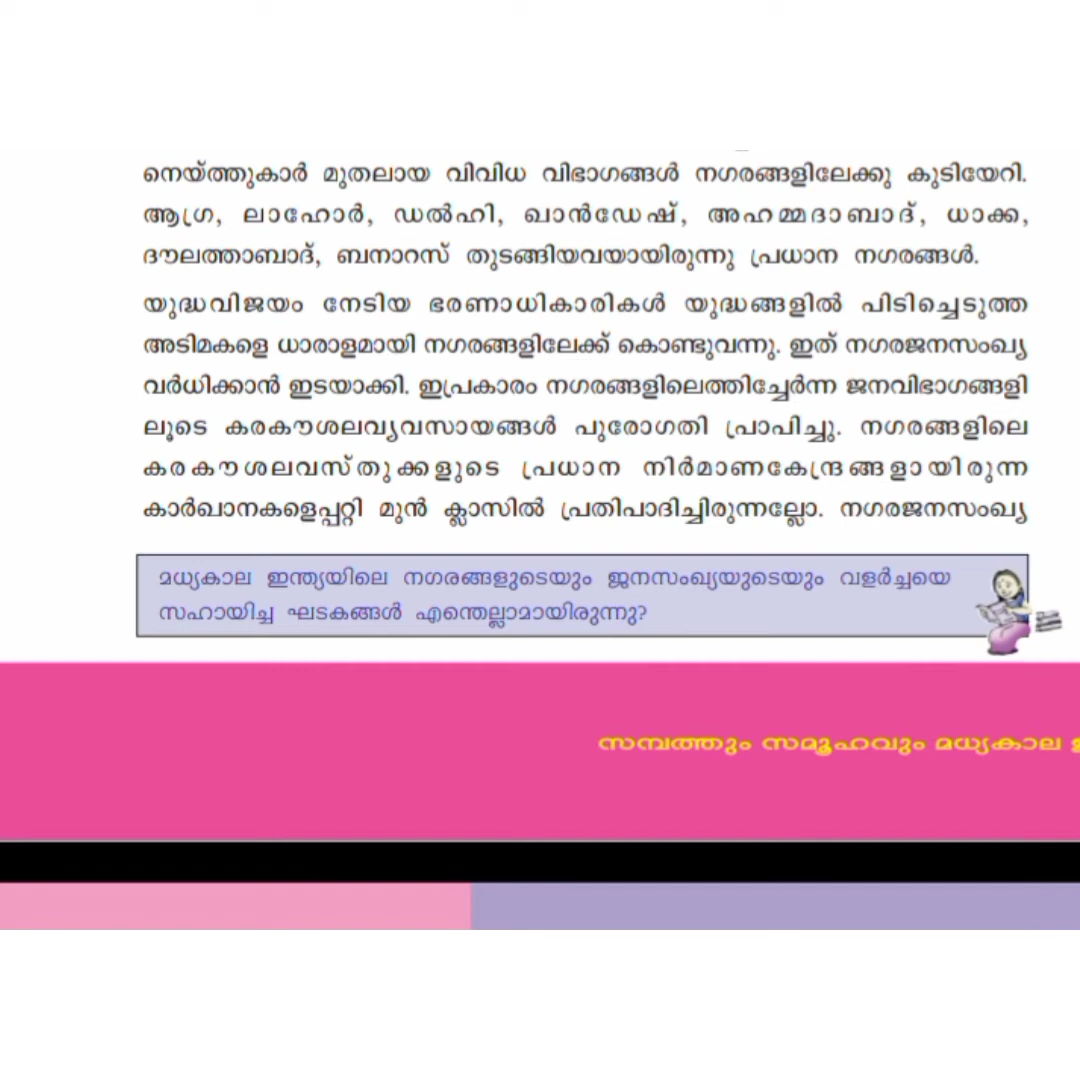 നെയ്ത്തുകാർ മുതലായ വിവിധ വിഭാഗങ്ങൾ നഗരങ്ങളിലേക്കു കുടിയേറി.
ആഗ്ര, ലാഹോർ, ഡൽഹി, ഖാൻഡേഷ്, അഹമ്മദാബാദ്, ധാക്ക,
ദൗലത്താബാദ്, ബനാറസ് തുടങ്ങിയവയായിരുന്നു പ്രധാന നഗരങ്ങൾ.
യുദ്ധവിജയം നേടിയ ഭരണാധികാരികൾ യുദ്ധങ്ങളിൽ പിടിച്ചെടുത്ത
അടിമകളെ ധാരാളമായി നഗരങ്ങളിലേക്ക് കൊണ്ടുവന്നു. ഇത് നഗരജനസംഖ്യ
വർധിക്കാൻ ഇടയാക്കി. ഇപ്രകാരം നഗരങ്ങളിലെത്തിച്ചേർന്ന ജനവിഭാഗങ്ങളി
ലൂടെ കരകൗശലവ്യവസായങ്ങൾ പുരോഗതി പ്രാപിച്ചു. നഗരങ്ങളിലെ
കരകൗശലവസ്തുക്കളുടെ പ്രധാന നിർമാണകേന്ദ്രങ്ങളായിരുന്ന
കാർഖാനകളെപ്പറ്റി മുൻ ക്ലാസിൽ പ്രതിപാദിച്ചിരുന്നല്ലോ. നഗരജനസംഖ്യ
മധ്യകാല ഇന്ത്യയിലെ നഗരങ്ങളുടെയും ജനസംഖ്യയുടെയും വളർച്ചയെ
സഹായിച്ച ഘടകങ്ങൾ എന്തെല്ലാമായിരുന്നു?
സമ്പത്തും സമൂഹവും മധ്യകാല